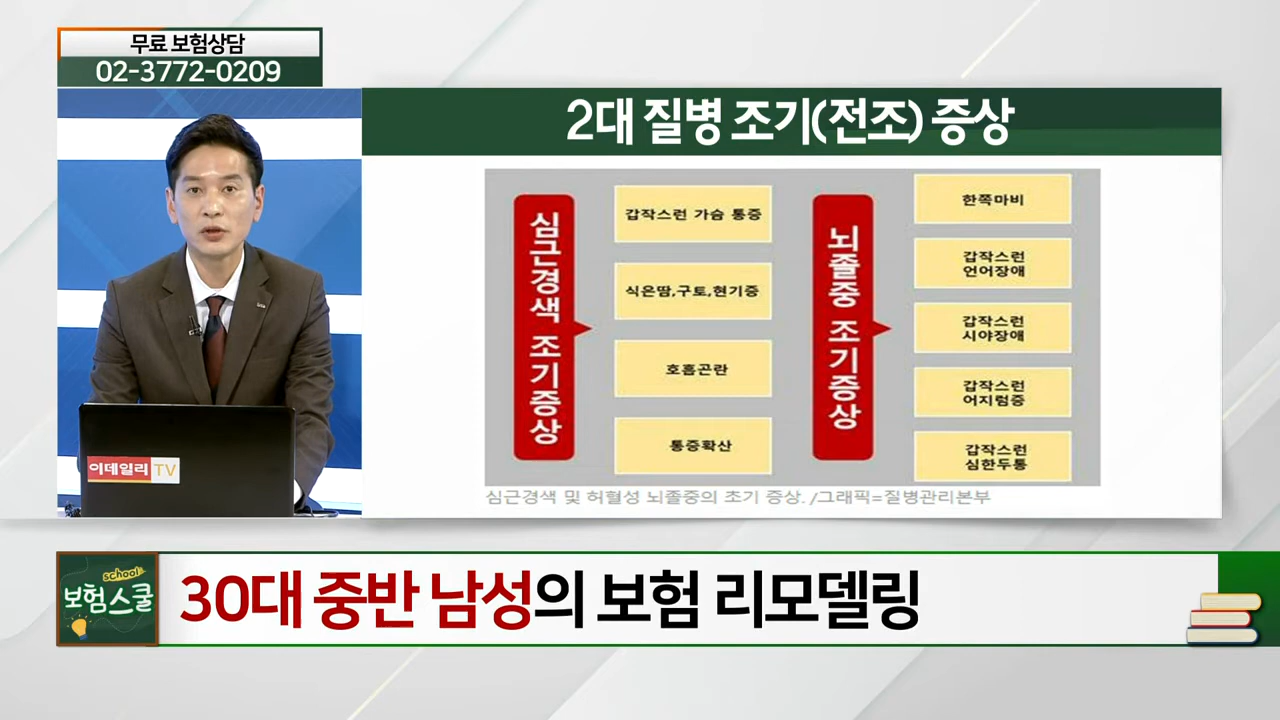 무료 보험상담
02-3772-0209
2대 질병 조기(전조) 증상
심근경색 조기증상
갑작스런 가슴 통증
식은땀,구토,현기증
호흡곤란
통증확산
뇌졸중 조기증상
한쪽마비
갑작스런
언어장애
갑작스런
시야장애
갑작스런
어지럼증
갑작스런
심한두통
심근경색 및 허혈성 뇌졸중의 초기 증상. /그래픽=질병관리본부
이데일리 TV
school
보험스쿨
30대 중반 남성의 보험 리모델링